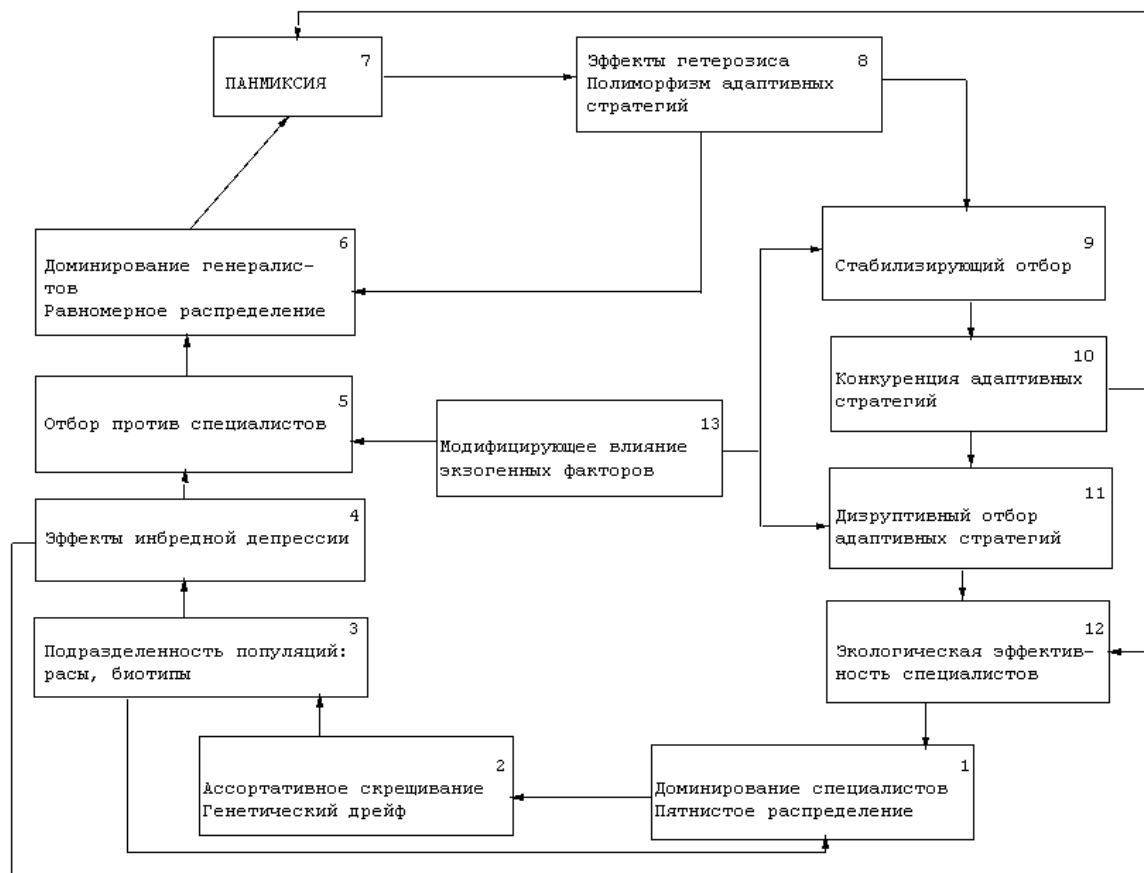 7
ПАНМИКСИЯ
Эффекты гетерозиса 8
Полиморфизм адаптивных
стратегий
6
Доминирование генералис-
тов
Равномерное распределение
9
Стабилизирующий отбор
10
Конкуренция адаптивных
стратегий
5
Отбор против специалистов
13
Модифицирующее влияние
экзогенных факторов
11
Дизруптивный отбор
адаптивных стратегий
4
Эффекты инбредной депрессии
3
Подразделенность популяций:
расы, биотипы
12
Экологическая эффектив-
ность специалистов
2
Ассортативное скрещивание
Генетический дрейф
1
Доминирование специалистов
Пятнистое распределение